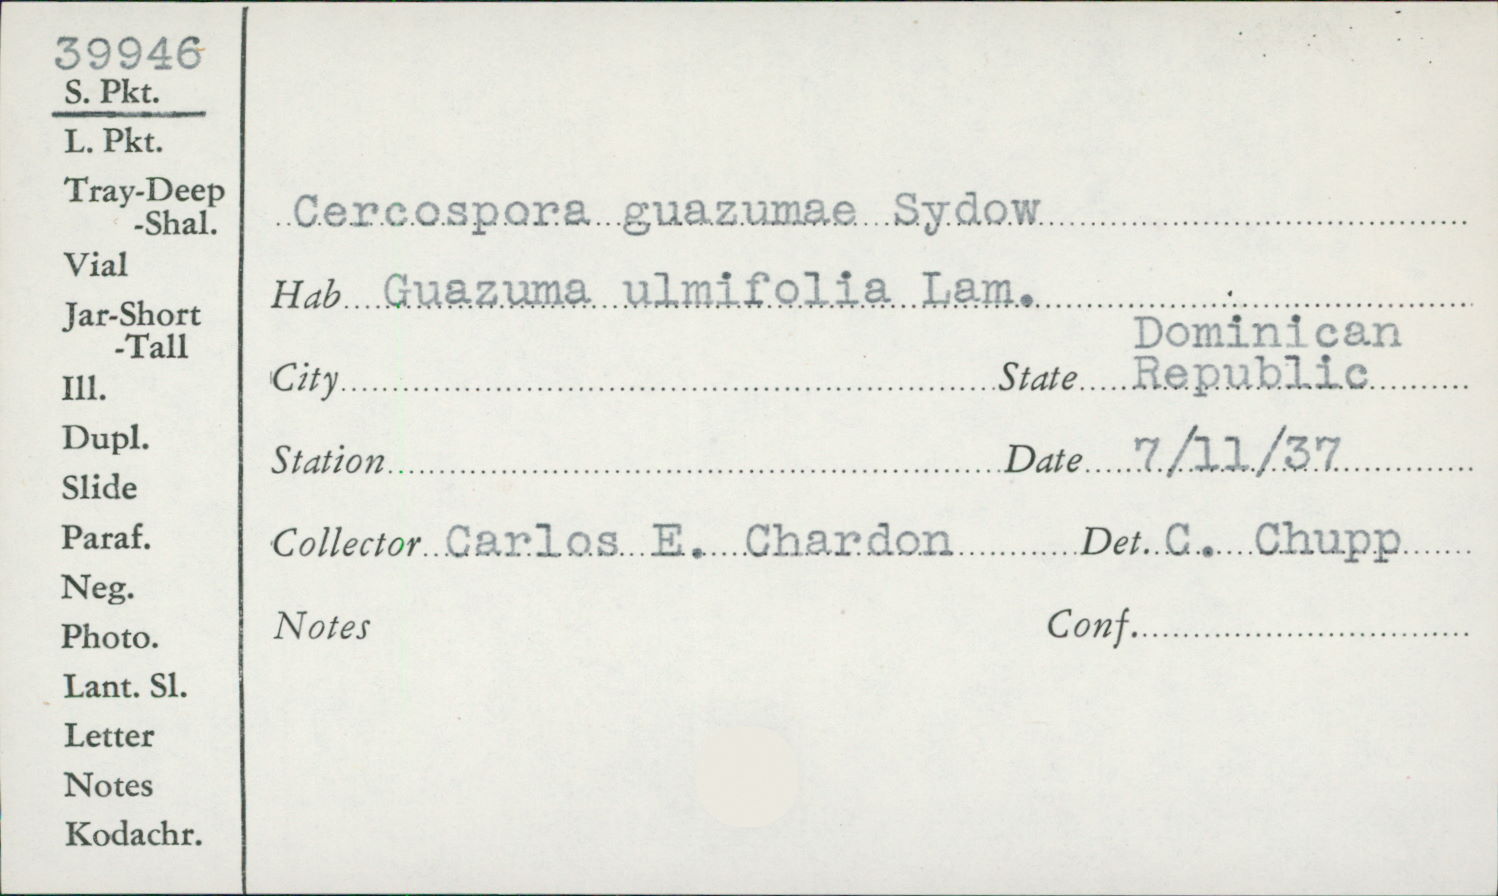 39946
S. Pkt.
L. Pkt.
Tray-Deep
-Shal.
Vial
Jar-Short
-Tall
Ill.
Dupl.
Slide
Paraf.
Neg.
Photo.
Lant. Sl.
Letter
Notes
Kodachr.
Cercospora guazumae Sydow
Hab Guazuma ulmifolia Lam.
City State Dominican
Republic
Station Date 7/11/37
Collector Carlos E. Chardon Det. C. Chupp
Notes Conf.